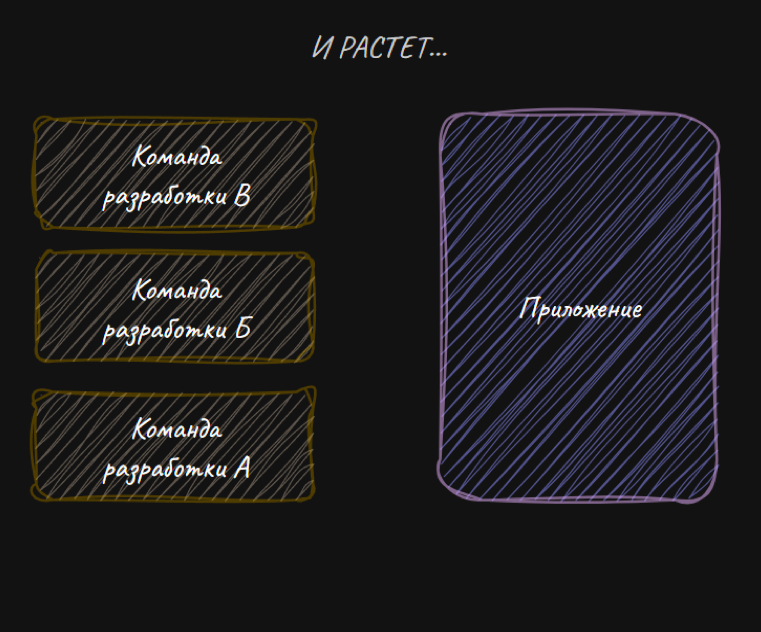 И РАСТЕТ...
Команда
разработки В
Команда
разработки Б
Команда
разработки А
Приложение